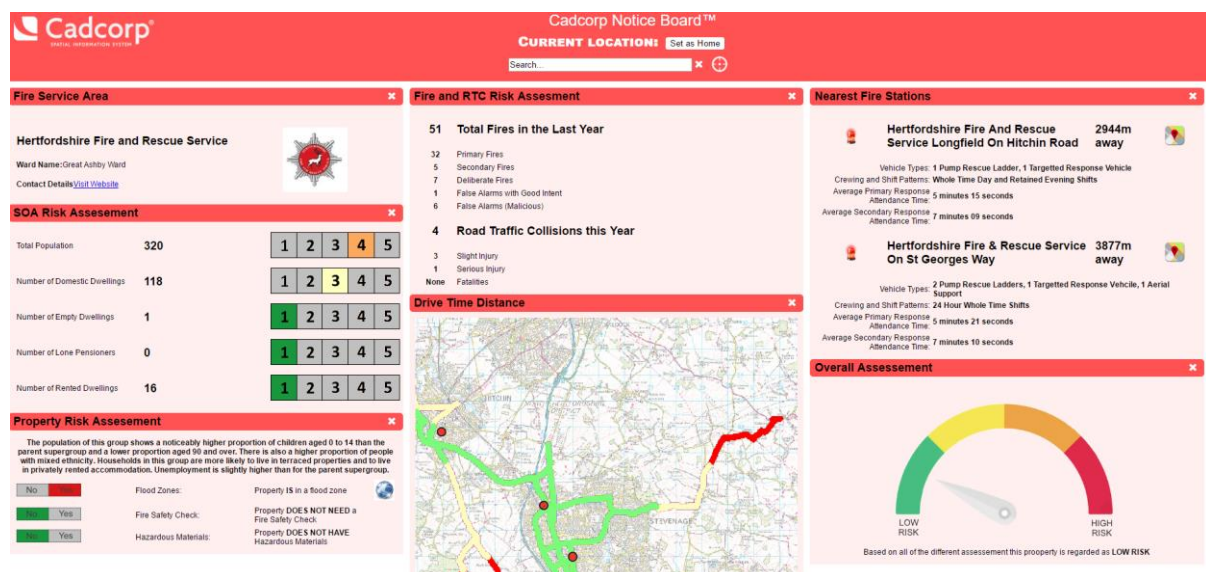 Cadcorp®
SPATIAL INFORMATION SYSTEM
Cadcorp Notice Board™
CURRENT LOCATION: Set as Home
Search...
Fire Service Area
Hertfordshire Fire and Rescue Service
Ward Name:Great Ashby Ward
Contact DetailsVisit Website
SOA Risk Assesement
Total Population 320 1 2 3 4 5
Number of Domestic Dwellings 118 1 2 3 4 5
Number of Empty Dwellings 1 1 2 3 4 5
Number of Lone Pensioners 0 1 2 3 4 5
Number of Rented Dwellings 16 1 2 3 4 5
Property Risk Assesement
The population of this group shows a noticeably higher proportion of children aged 0 to 14 than the
parent supergroup and a lower proportion aged 90 and over. There is also a higher proportion of people
with mixed ethnicity. Households in this group are more likely to live in terraced properties and to live
in privately rented accommodation. Unemployment is slightly higher than for the parent supergroup.
No Yes Flood Zones: Property IS in a flood zone
No Yes Fire Safety Check: Property DOES NOT NEED a
Fire Safety Check
No Yes Hazardous Materials: Property DOES NOT HAVE
Hazardous Materials
Fire and RTC Risk Assesment
51 Total Fires in the Last Year
32 Primary Fires
5 Secondary Fires
7 Deliberate Fires
1 False Alarms with Good Intent
6 False Alarms (Malicious)
4 Road Traffic Collisions this Year
3 Slight Injury
1 Serious Injury
None Fatalities
Drive Time Distance
STEVENAGE
Nearest Fire Stations
Hertfordshire Fire And Rescue 2944m
Service Longfield On Hitchin Road away
Vehicle Types: 1 Pump Rescue Ladder, 1 Targetted Response Vehicle
Crewing and Shift Patterns: Whole Time Day and Retained Evening Shifts
Average Primary Response
Attendance Time: 5 minutes 15 seconds
Average Secondary Response
Attendance Time: 7 minutes 09 seconds
Hertfordshire Fire & Rescue Service 3877m
On St Georges Way away
Vehicle Types: 2 Pump Rescue Ladders, 1 Targetted Response Vehcile, 1 Aerial
Support
Crewing and Shift Patterns: 24 Hour Whole Time Shifts
Average Primary Response
Attendance Time: 5 minutes 21 seconds
Average Secondary Response
Attendance Time: 7 minutes 10 seconds
Overall Assessement
LOW
RISK
HIGH
RISK
Based on all of the different assessement this prooperty is regarded as LOW RISK